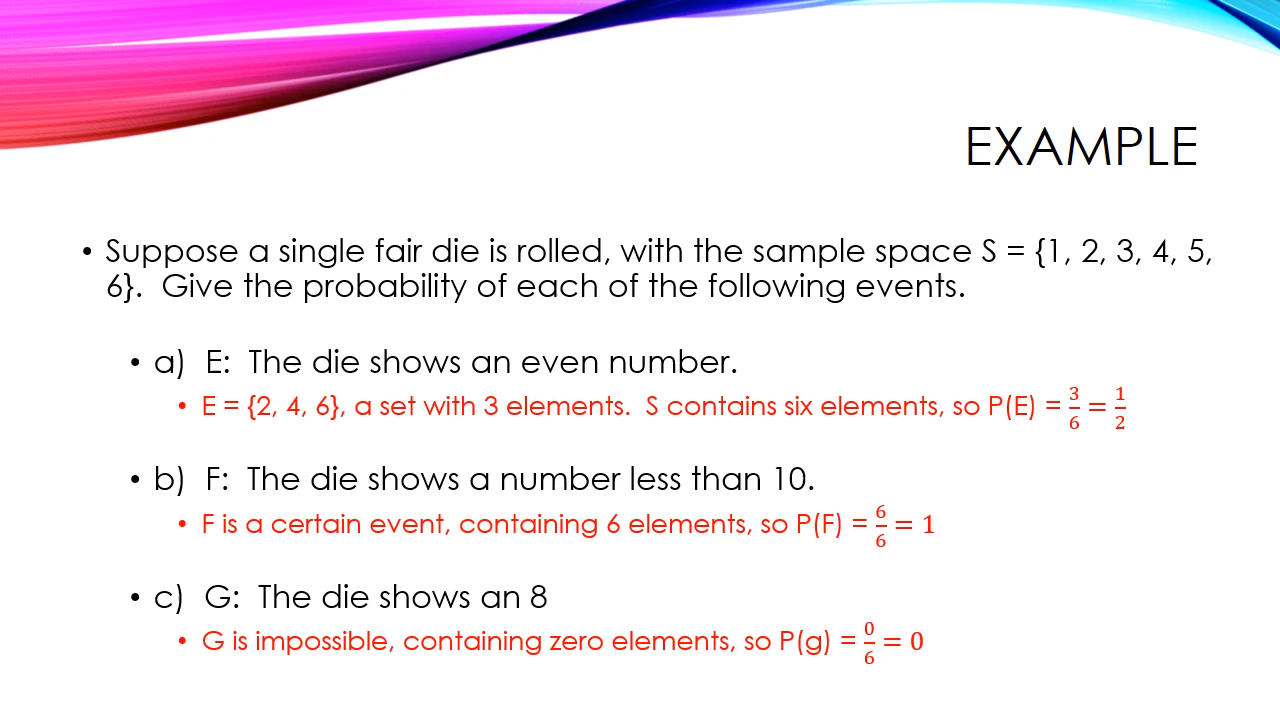 EXAMPLE
• Suppose a single fair die is rolled, with the sample space S = {1, 2, 3, 4, 5,
6}.  Give the probability of each of the following events.
• a)  E:  The die shows an even number.
• E = {2, 4, 6}, a set with 3 elements.  S contains six elements, so P(E) = 3/6 = 1/2
• b)  F:  The die shows a number less than 10.
• F is a certain event, containing 6 elements, so P(F) = 6/6 = 1
• c)  G:  The die shows an 8
• G is impossible, containing zero elements, so P(g) = 0/6 = 0